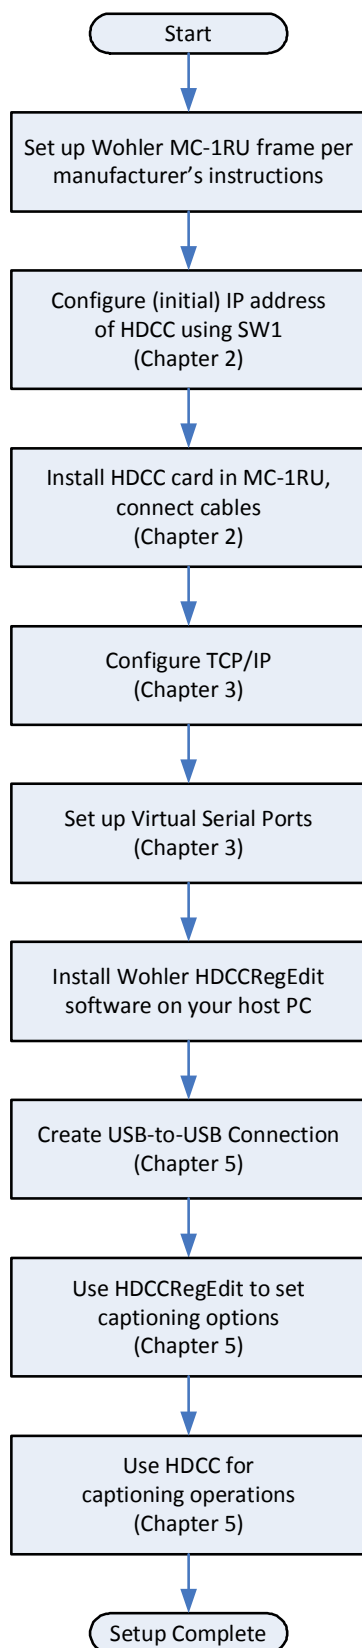 Start
Set up Wohler MC-1RU frame per
manufacturer's instructions
Configure (initial) IP address
of HDCC using SW1
(Chapter 2)
Install HDCC card in MC-1RU,
connect cables
(Chapter 2)
Configure TCP/IP
(Chapter 3)
Set up Virtual Serial Ports
(Chapter 3)
Install Wohler HDCCRegEdit
software on your host PC
Create USB-to-USB Connection
(Chapter 5)
Use HDCCRegEdit to set
captioning options
(Chapter 5)
Use HDCC for
captioning operations
(Chapter 5)
Setup Complete